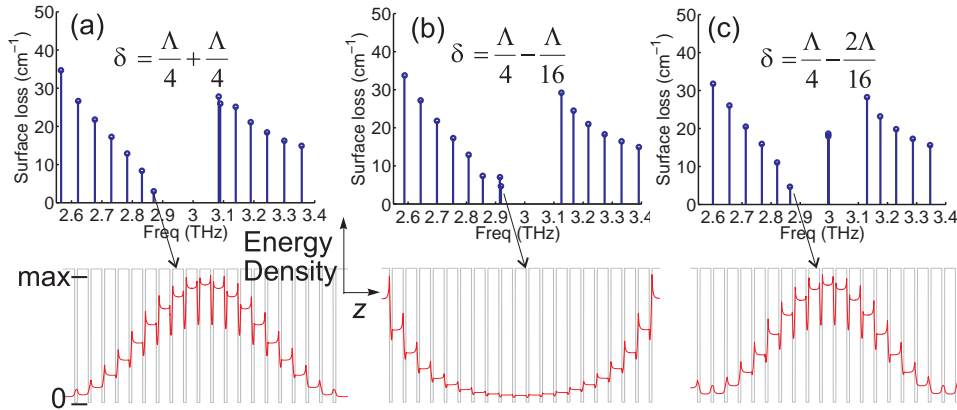 (a)
δ = Λ/4 + Λ/4
Surface loss (cm⁻¹)
50
40
30
20
10
0
2.6 2.7 2.8 2.9 3 3.1 3.2 3.3 3.4
Freq (THz)
(b)
δ = Λ/4 − Λ/16
Surface loss (cm⁻¹)
50
40
30
20
10
0
2.6 2.7 2.8 2.9 3 3.1 3.2 3.3 3.4
Freq (THz)
(c)
δ = Λ/4 − 2Λ/16
Surface loss (cm⁻¹)
50
40
30
20
10
0
2.6 2.7 2.8 2.9 3 3.1 3.2 3.3 3.4
Freq (THz)
Energy
Density
z
max
0